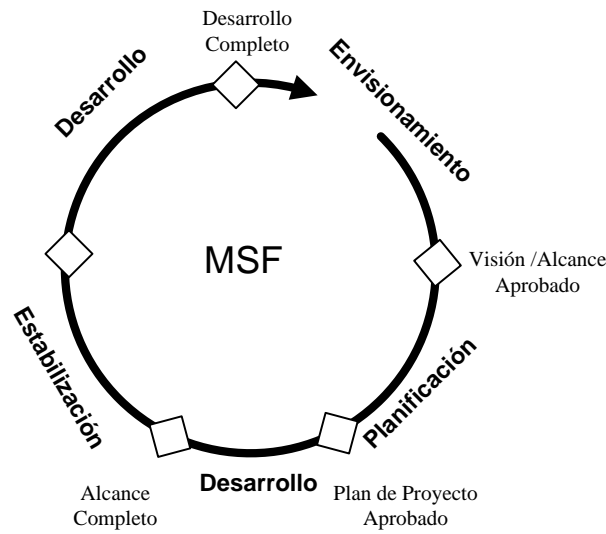 Desarrollo
Completo
Envisionamiento
Desarrollo
MSF
Visión /Alcance
Aprobado
Estabilización
Planificación
Desarrollo
Alcance
Completo
Plan de Proyecto
Aprobado